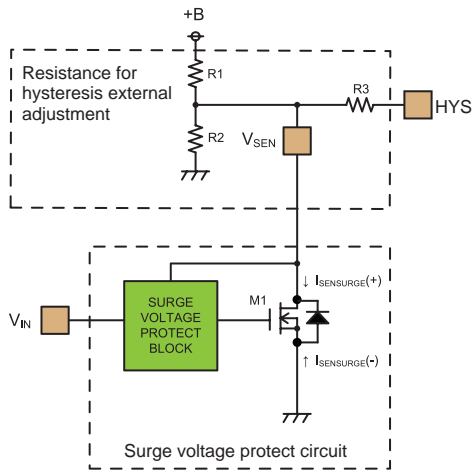 +B
Resistance for
hysteresis external
adjustment
R1
R3
HYS
R2
VSEN
↓ ISENSURGE(+)
M1
SURGE
VOLTAGE
PROTECT
BLOCK
VIN
↑ ISENSURGE(-)
Surge voltage protect circuit